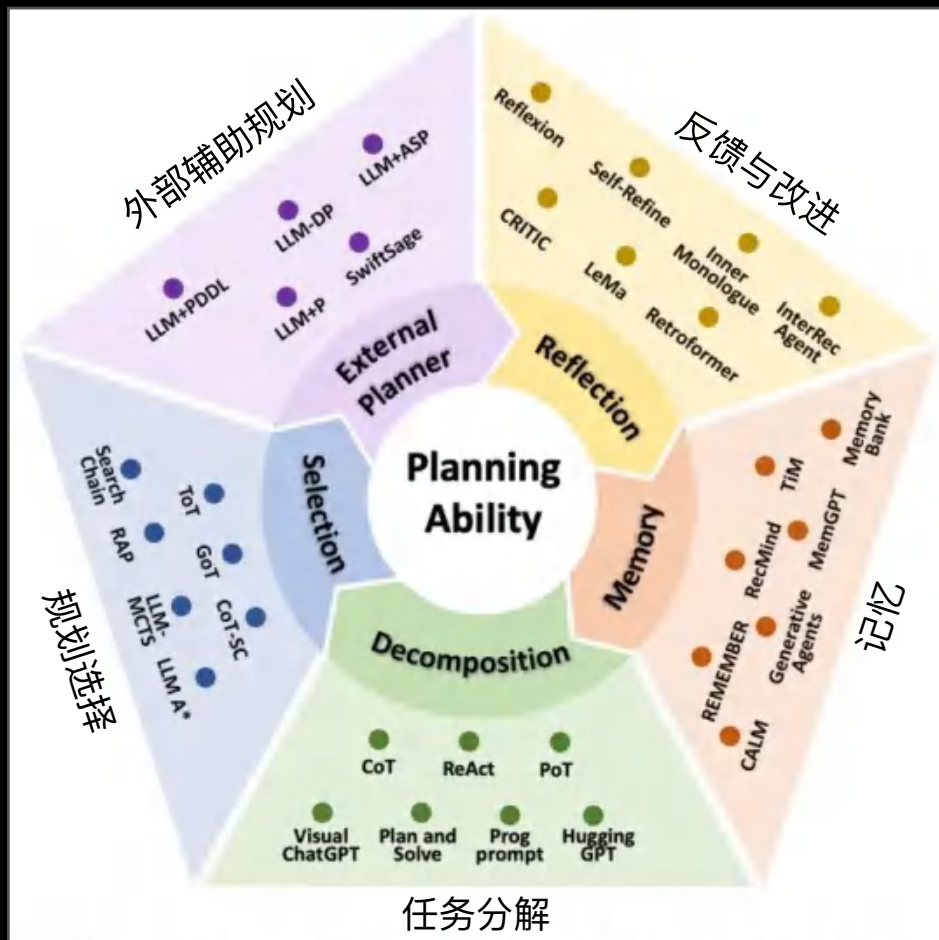 外部辅助规划
LLM+ASP
LLM-DP
SwiftSage
LLM+PDDL
LLM+P
External
Planner
反馈与改进
Reflexion
Self-Refine
CRITIC
Inner
Monologue
LeMa
InterRec
Agent
Retroformer
Reflection
Planning
Ability
Selection
Search
Chain
ToT
RAP
GoT
LLM-
MCTS
CoT-SC
LLM A*
规划选择
Memory
Memory
Bank
TiM
MemGPT
RecMind
Generative
Agents
REMEMBER
CALM
记忆
Decomposition
CoT
ReAct
PoT
Visual
ChatGPT
Plan and
Solve
Prog
prompt
Hugging
GPT
任务分解